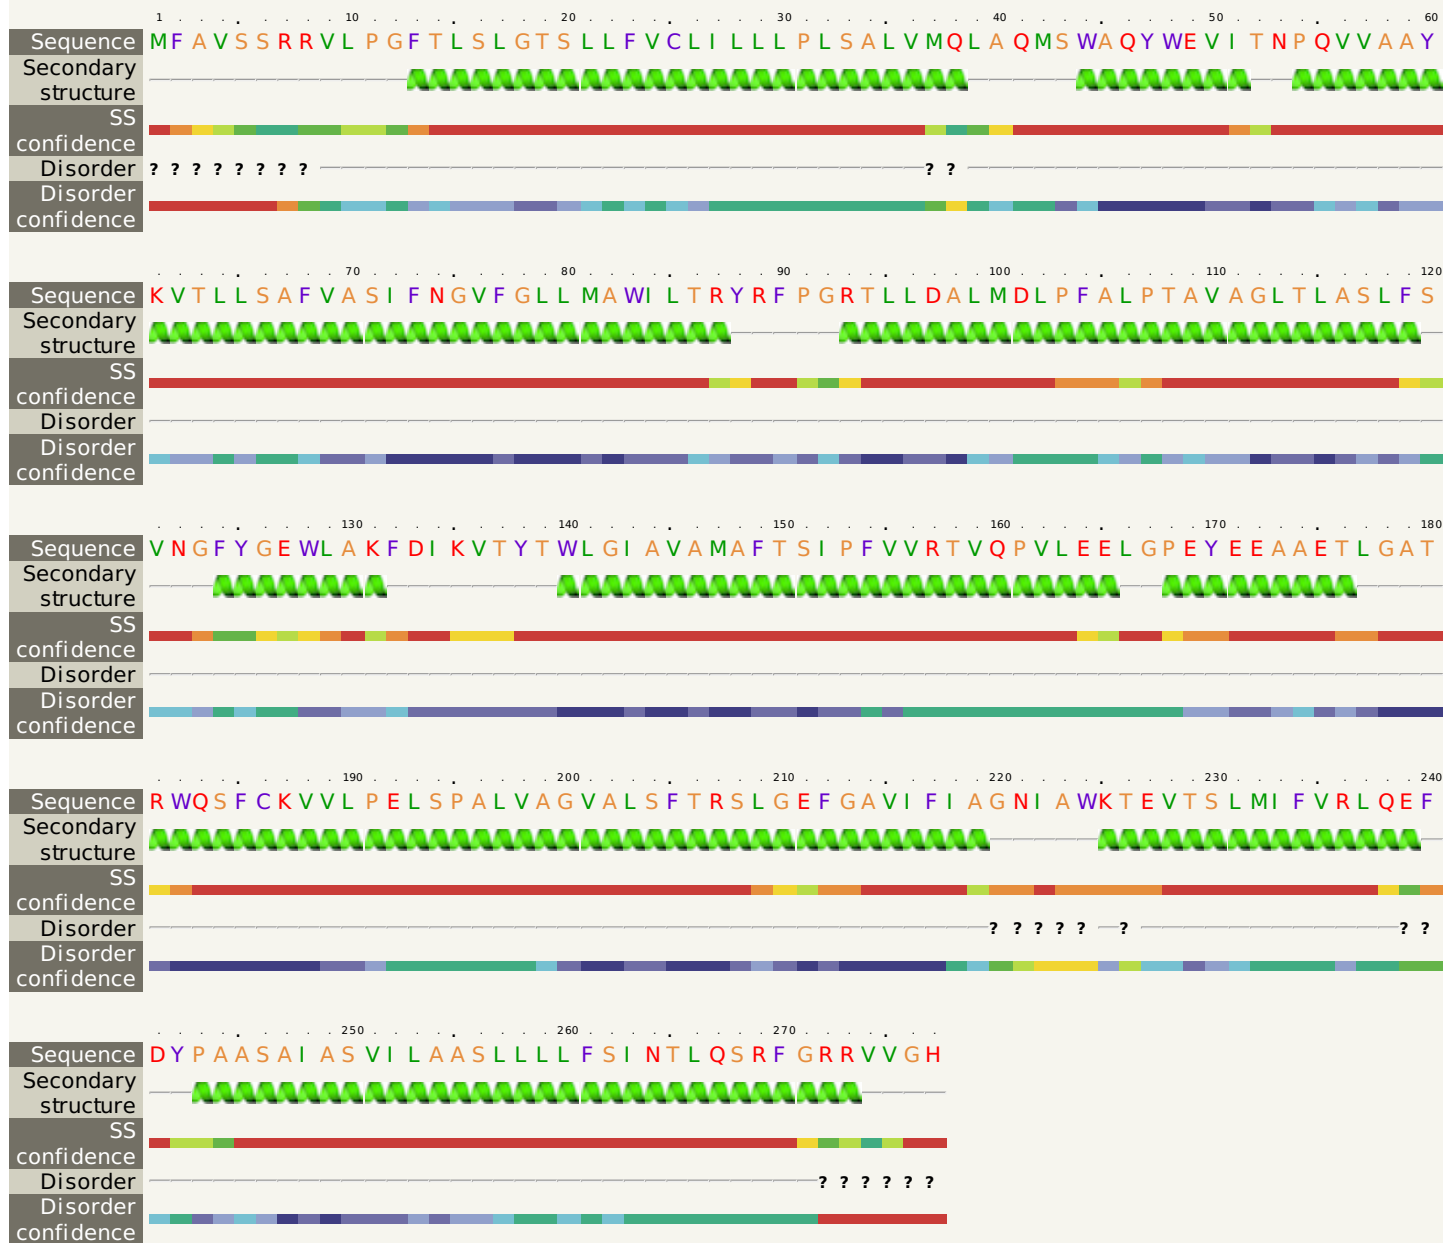 1 . . . . 10 . . . . 20 . . . . 30 . . . . 40 . . . . 50 . . . . 60
Sequence MFAVSSRRVLPGFTLSLGTSLLFVCLILLLPLSALVMQLAQMSWAQYWEVITNPQVVAAY
Secondary
structure
SS
confidence
Disorder ? ? ? ? ? ? ? ? ? ?
Disorder
confidence
. . . . 70 . . . . 80 . . . . 90 . . . . 100 . . . . 110 . . . . 120
Sequence KVTLLSAFVASIFNGVFGLLMAWILTRYRFPGRTLLDALMDLPFALPTAVAGLTLASLFS
Secondary
structure
SS
confidence
Disorder
Disorder
confidence
. . . . 130 . . . . 140 . . . . 150 . . . . 160 . . . . 170 . . . . 180
Sequence VNGFYGEWLAKFDIKVTYTWLGIAVAMAFTSIPFVVRTVQPVLEELGPEYEEAAETLGAT
Secondary
structure
SS
confidence
Disorder
Disorder
confidence
. . . . 190 . . . . 200 . . . . 210 . . . . 220 . . . . 230 . . . . 240
Sequence RWQSFCKVVLPELSPALVAGVALSFTRSLGEFGAVIFIAGNIAWKTEVTSLMIFVRLQEF
Secondary
structure
SS
confidence
Disorder ? ? ? ? ? ? ? ?
Disorder
confidence
. . . . 250 . . . . 260 . . . . 270 . . . .
Sequence DYPAASAIASVILAASLLLLFSINTLQSRFGRRVVGH
Secondary
structure
SS
confidence
Disorder ? ? ? ? ? ?
Disorder
confidence